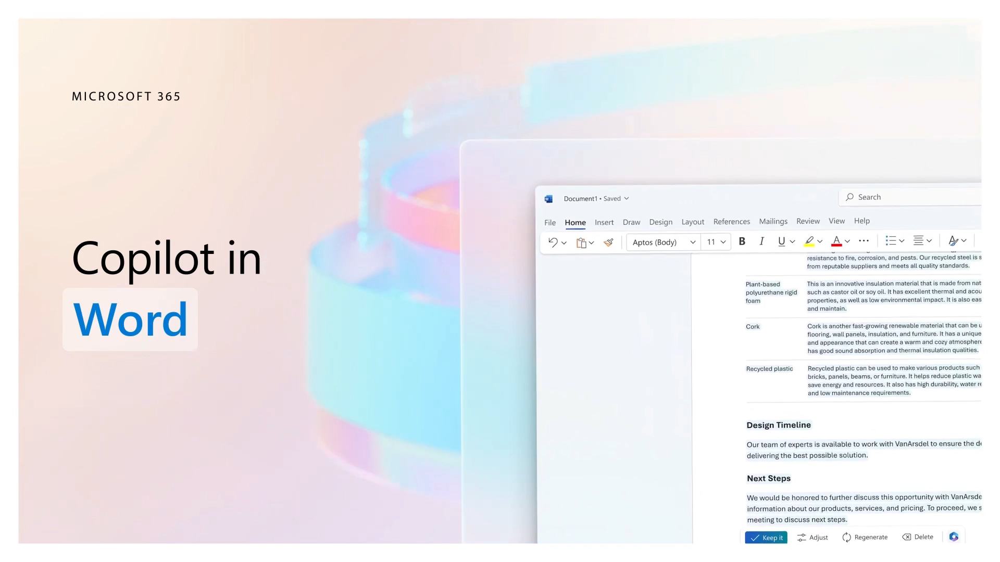 MICROSOFT 365
Copilot in
Word
Document1 • Saved
Search
File Home Insert Draw Design Layout References Mailings Review View Help
Aptos (Body) 11 B I U A
resistance to fire, corrosion, and pests. Our recycled steel is s
from reputable suppliers and meets all quality standards.
Plant-based
polyurethane rigid
foam
This is an innovative insulation material that is made from nat
such as castor oil or soy oil. It has excellent thermal and acou
properties, as well as low environmental impact. It is also eas
and maintain.
Cork
Cork is another fast-growing renewable material that can be u
flooring, wall panels, insulation, and furniture. It has a unique
and appearance that can create a warm and cozy atmosphere
has good sound absorption and thermal insulation qualities.
Recycled plastic
Recycled plastic can be used to make various products such
bricks, panels, beams, or furniture. It helps reduce plastic wa
save energy and resources. It also has high durability, water re
and low maintenance requirements.
Design Timeline
Our team of experts is available to work with VanArsdel to ensure the de
delivering the best possible solution.
Next Steps
We would be honored to further discuss this opportunity with VanArsde
information about our products, services, and pricing. To proceed, we s
meeting to discuss next steps.
Keep it Adjust Regenerate Delete